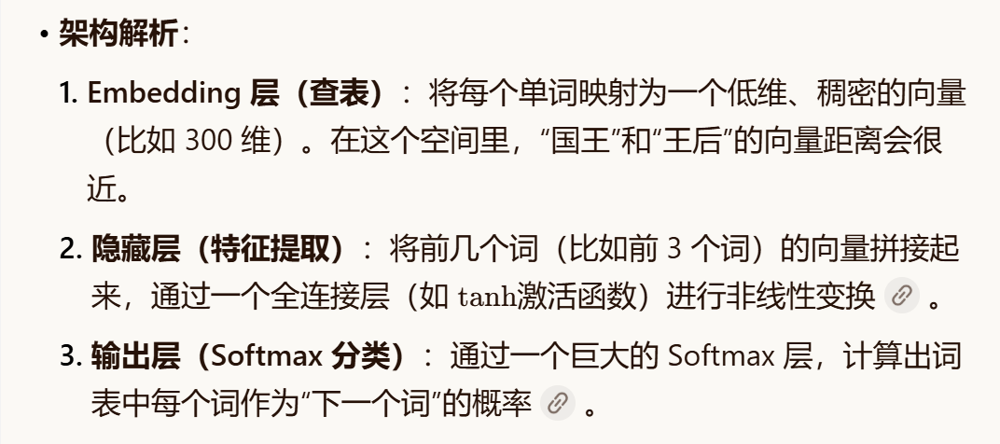 • 架构解析：
1. Embedding 层（查表）：将每个单词映射为一个低维、稠密的向量
（比如 300 维）。在这个空间里，“国王”和“王后”的向量距离会很
近。
2. 隐藏层（特征提取）：将前几个词（比如前 3 个词）的向量拼接起
来，通过一个全连接层（如 tanh激活函数）进行非线性变换 。
3. 输出层（Softmax 分类）：通过一个巨大的 Softmax 层，计算出词
表中每个词作为“下一个词”的概率 。